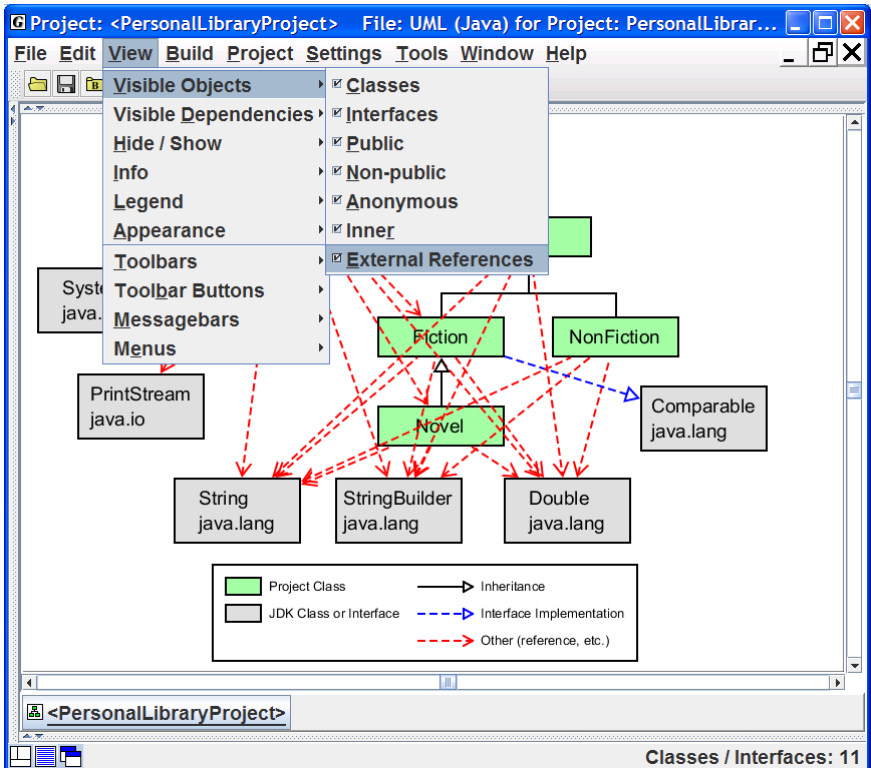 Project: <PersonalLibraryProject> File: UML (Java) for Project: PersonalLibrar...
File Edit View Build Project Settings Tools Window Help
Visible Objects
Visible Dependencies
Hide / Show
Info
Legend
Appearance
Toolbars
Toolbar Buttons
Messagebars
Menus
Classes
Interfaces
Public
Non-public
Anonymous
Inner
External References
Syste
java.
Fiction
NonFiction
PrintStream
java.io
Comparable
java.lang
Novel
String
java.lang
StringBuilder
java.lang
Double
java.lang
Project Class
Inheritance
JDK Class or Interface
Interface Implementation
Other (reference, etc.)
<PersonalLibraryProject>
Classes / Interfaces: 11